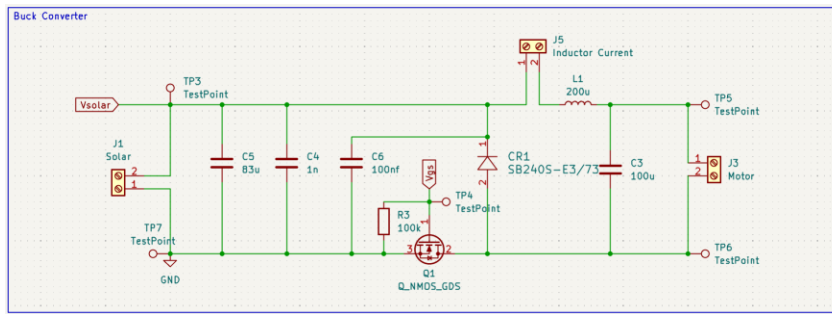 Buck Converter
J5
Inductor Current
1
2
TP3
TestPoint
L1
200u
Vsolar
TP5
TestPoint
J1
Solar
2
1
C5
83u
C4
1n
C6
100nf
1
CR1
SB240S-E3/73
2
C3
100u
1
2
J3
Motor
Vgs
TP4
TestPoint
R3
100k
1
3
2
Q1
Q_NMOS_GDS
TP7
TestPoint
GND
TP6
TestPoint